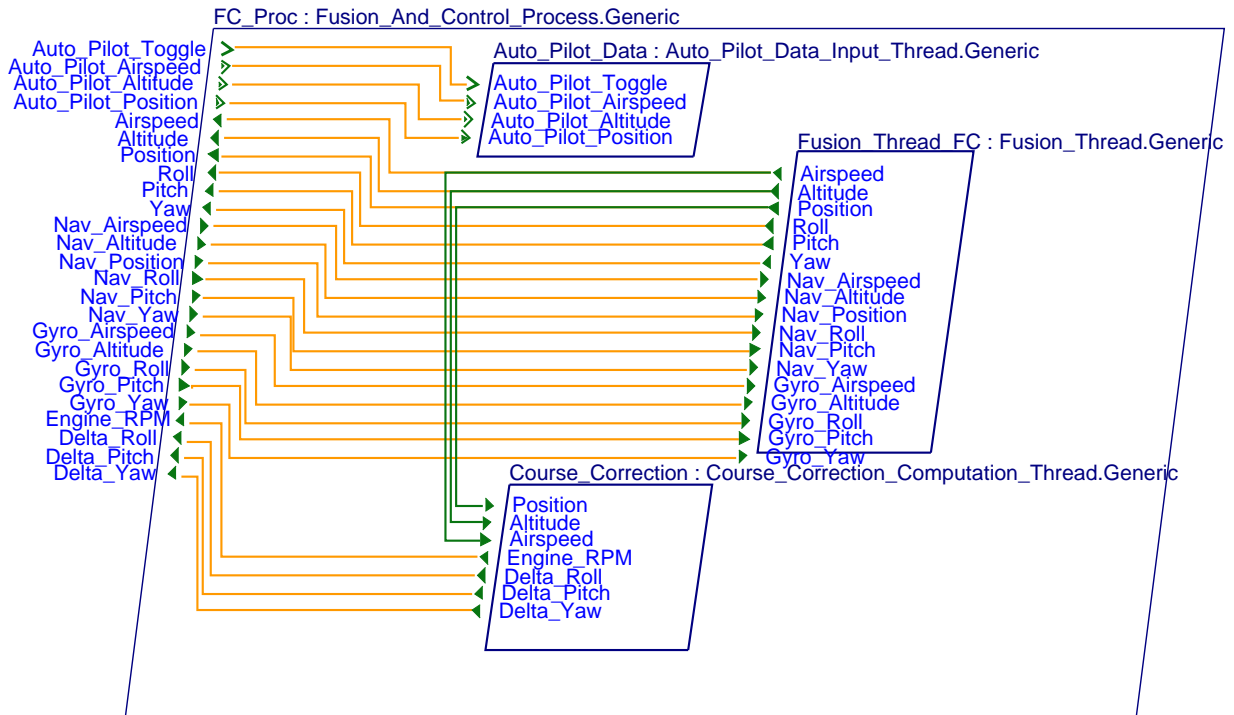 FC_Proc : Fusion_And_Control_Process.Generic
Auto_Pilot_Toggle
Auto_Pilot_Airspeed
Auto_Pilot_Altitude
Auto_Pilot_Position
Airspeed
Altitude
Position
Roll
Pitch
Yaw
Nav_Airspeed
Nav_Altitude
Nav_Position
Nav_Roll
Nav_Pitch
Nav_Yaw
Gyro_Airspeed
Gyro_Altitude
Gyro_Roll
Gyro_Pitch
Gyro_Yaw
Engine_RPM
Delta_Roll
Delta_Pitch
Delta_Yaw
Auto_Pilot_Data : Auto_Pilot_Data_Input_Thread.Generic
Auto_Pilot_Toggle
Auto_Pilot_Airspeed
Auto_Pilot_Altitude
Auto_Pilot_Position
Fusion_Thread_FC : Fusion_Thread.Generic
Airspeed
Altitude
Position
Roll
Pitch
Yaw
Nav_Airspeed
Nav_Altitude
Nav_Position
Nav_Roll
Nav_Pitch
Nav_Yaw
Gyro_Airspeed
Gyro_Altitude
Gyro_Roll
Gyro_Pitch
Gyro_Yaw
Course_Correction : Course_Correction_Computation_Thread.Generic
Position
Altitude
Airspeed
Engine_RPM
Delta_Roll
Delta_Pitch
Delta_Yaw